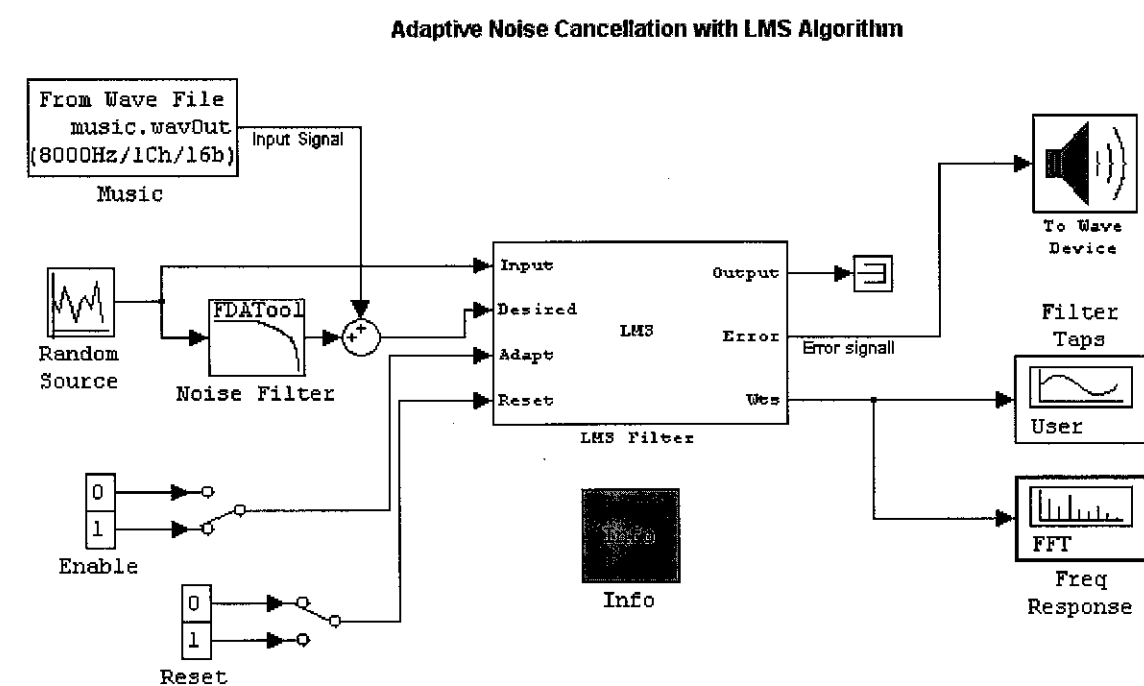 Adaptive Noise Cancellation with LMS Algorithm
From Wave File
music.wavOut
(8000Hz/1Ch/16b)
Music
Input Signal
Random
Source
FDATool
Noise Filter
+
+
Input
Desired
Adapt
Reset
LMS
Output
Error
Wts
LMS Filter
Error signall
To Wave
Device
Filter
Taps
User
FFT
Freq
Response
0
1
Enable
0
1
Reset
Info